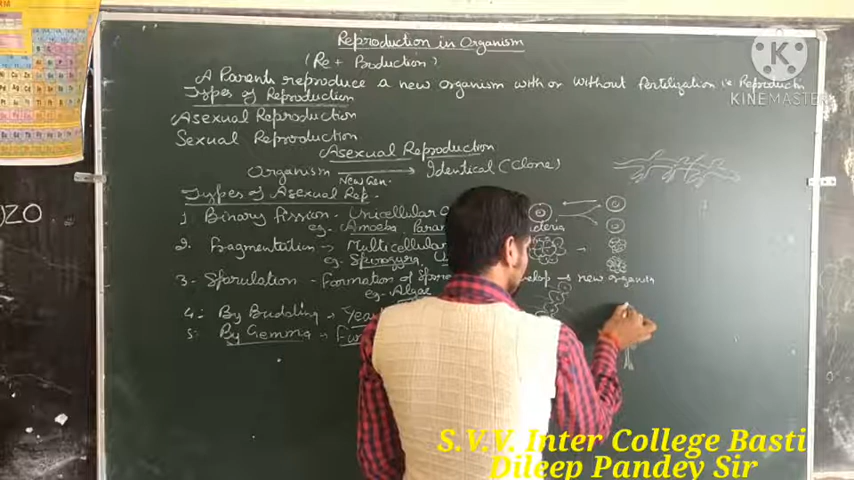 Reproduction in Organism
(Re + Production)
A Parent reproduce a new organism with or without fertilization i.e Reproduction
Types of Reproduction
Asexual Reproduction
Sexual Reproduction
Asexual Reproduction
Organism New Gen. → Identical (Clone)
Types of Asexual Rep.
1. Binary fission - Unicellular
eg. Amoeba,
2. Fragmentation → Multicellular
eg. Spirogyra,
3. Sporulation - Formation of → new organism
eg. Algae
4. By Budding →
5. By Gemma →
K
KINEMASTER
S.V.V. Inter College Basti
Dileep Pandey Sir